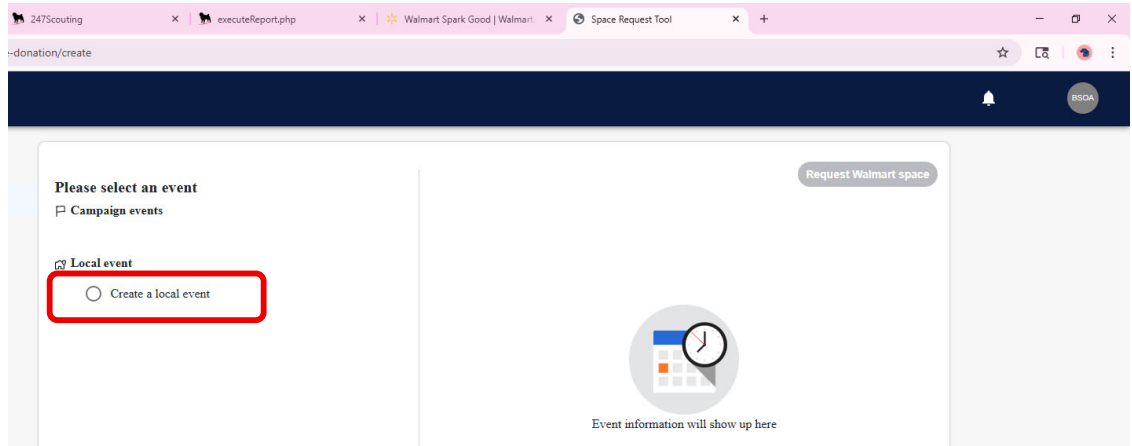 247Scouting
executeReport.php
Walmart Spark Good | Walmart
Space Request Tool
-donation/create
BSOA
Please select an event
Request Walmart space
Campaign events
Local event
Create a local event
Event information will show up here